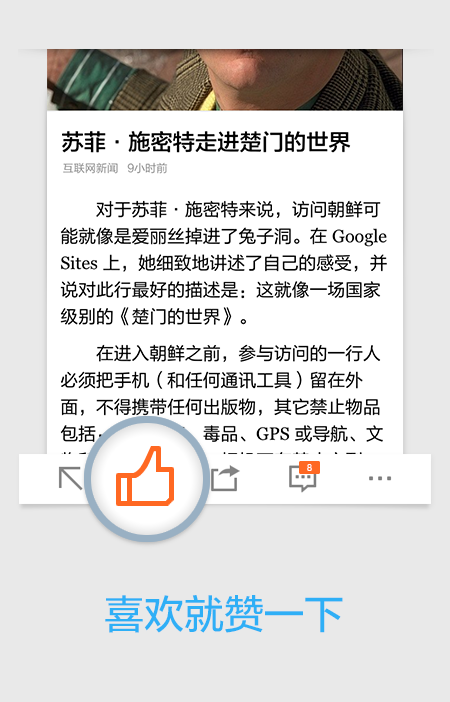 苏菲·施密特走进楚门的世界
互联网新闻 9小时前
对于苏菲·施密特来说，访问朝鲜可
能就像是爱丽丝掉进了兔子洞。在 Google
Sites 上，她细致地讲述了自己的感受，并
说对此行最好的描述是：这就像一场国家
级别的《楚门的世界》。
在进入朝鲜之前，参与访问的一行人
必须把手机（和任何通讯工具）留在外
面，不得携带任何出版物，其它禁止物品
包括 毒品、GPS 或导航、文
8
喜欢就赞一下